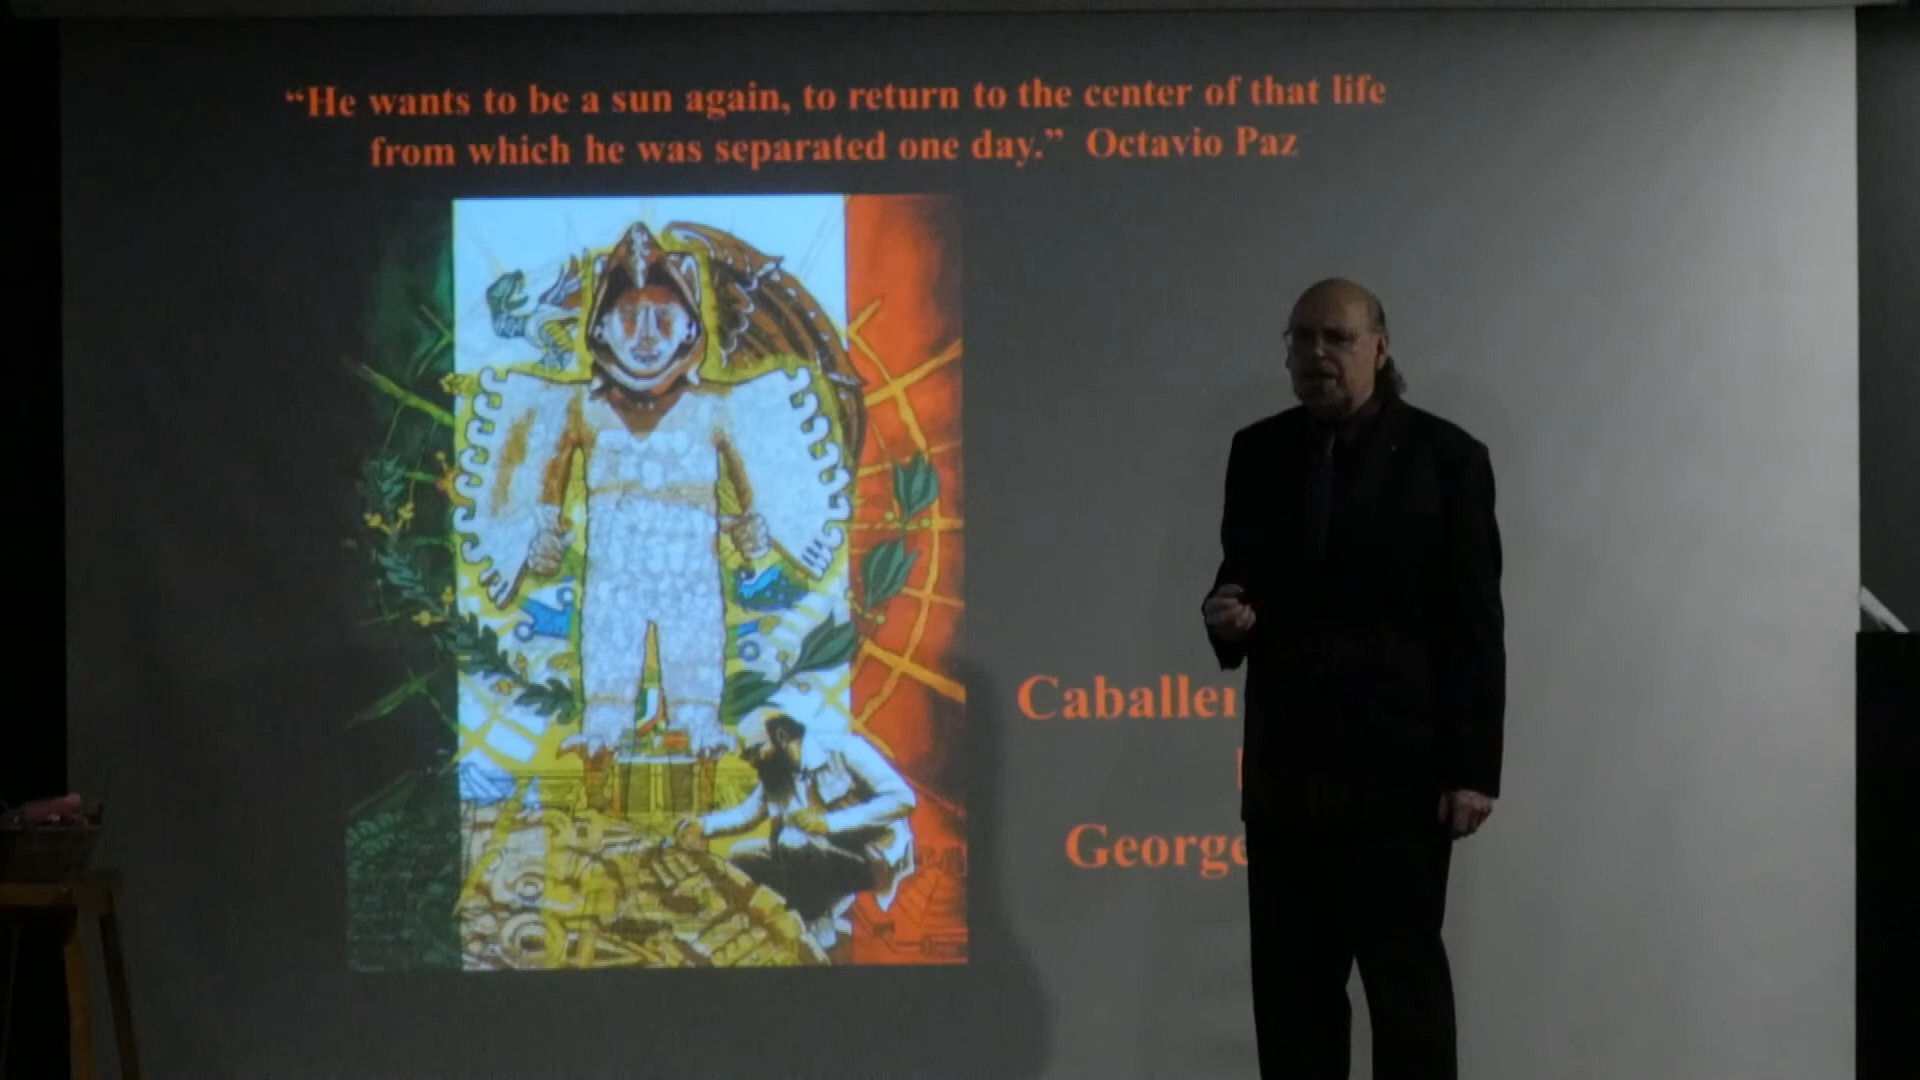 “He wants to be a sun again, to return to the center of that life
from which he was separated one day.” Octavio Paz
Caballer
George